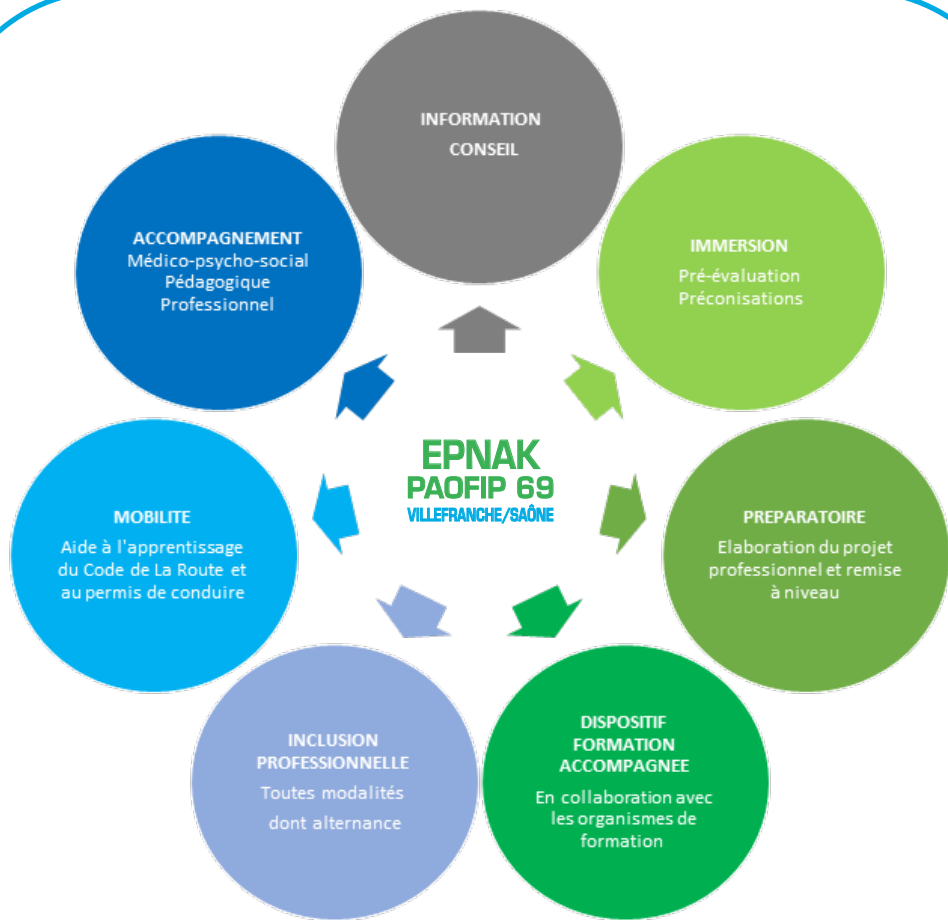 INFORMATION
CONSEIL
IMMERSION
Pré-évaluation
Préconisations
PREPARATOIRE
Elaboration du projet
professionnel et remise
à niveau
DISPOSITIF
FORMATION
ACCOMPAGNEE
En collaboration avec
les organismes de
formation
INCLUSION
PROFESSIONNELLE
Toutes modalités
dont alternance
MOBILITE
Aide à l'apprentissage
du Code de La Route et
au permis de conduire
ACCOMPAGNEMENT
Médico-psycho-social
Pédagogique
Professionnel
EPNAK
PAOFIP 69
VILLEFRANCHE/SAÔNE